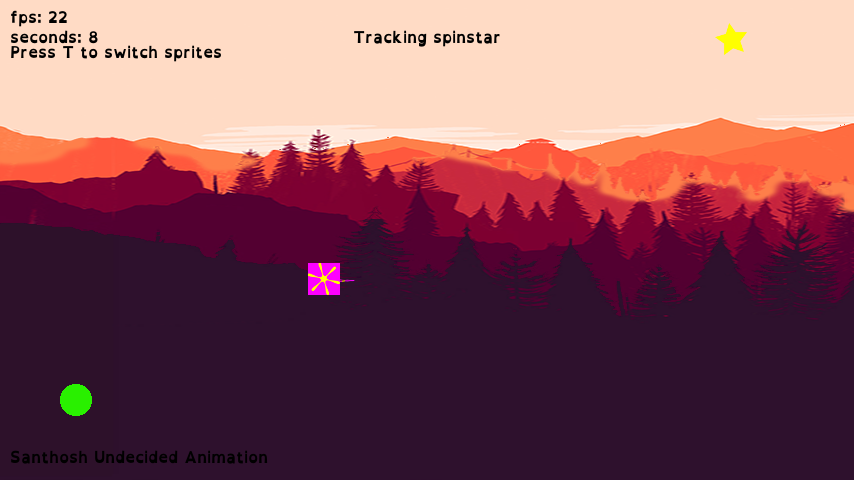 fps: 22
seconds: 8
Tracking spinstar
Press T to switch sprites
Santhosh Undecided Animation